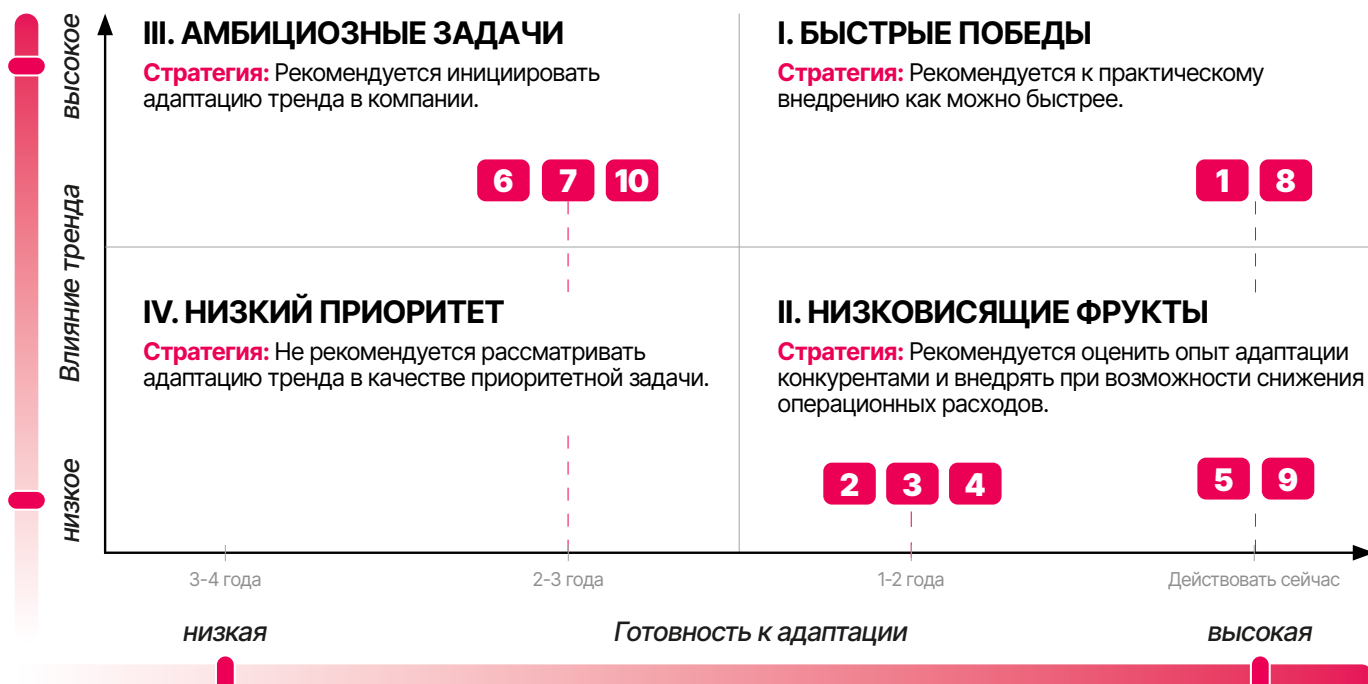 высокое
Влияние тренда
низкое
III. АМБИЦИОЗНЫЕ ЗАДАЧИ
Стратегия: Рекомендуется инициировать
адаптацию тренда в компании.
6 7 10
I. БЫСТРЫЕ ПОБЕДЫ
Стратегия: Рекомендуется к практическому
внедрению как можно быстрее.
1 8
IV. НИЗКИЙ ПРИОРИТЕТ
Стратегия: Не рекомендуется рассматривать
адаптацию тренда в качестве приоритетной задачи.
II. НИЗКОВИСЯЩИЕ ФРУКТЫ
Стратегия: Рекомендуется оценить опыт адаптации
конкурентами и внедрять при возможности снижения
операционных расходов.
2 3 4
5 9
3-4 года
2-3 года
1-2 года
Действовать сейчас
низкая
Готовность к адаптации
высокая